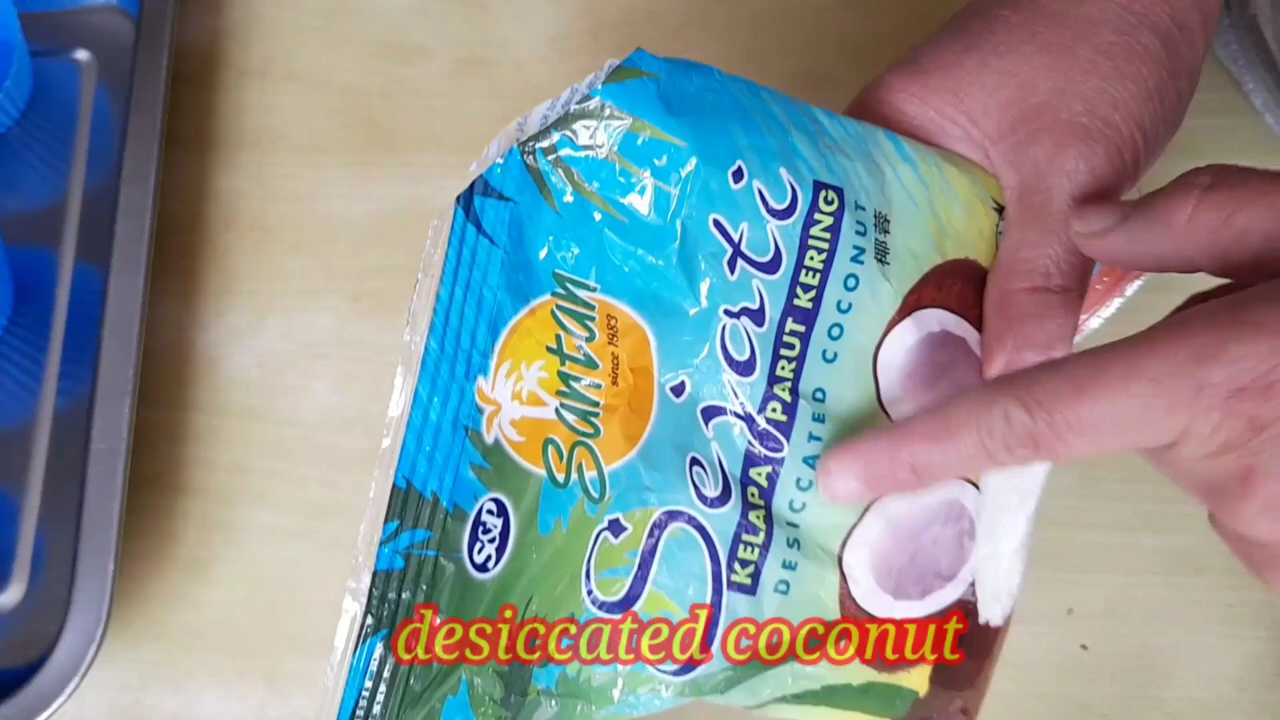 S&P
Santan
since 1983
Sejati
KELAPA PARUT KERING
DESICCATED COCONUT
椰蓉
desiccated coconut